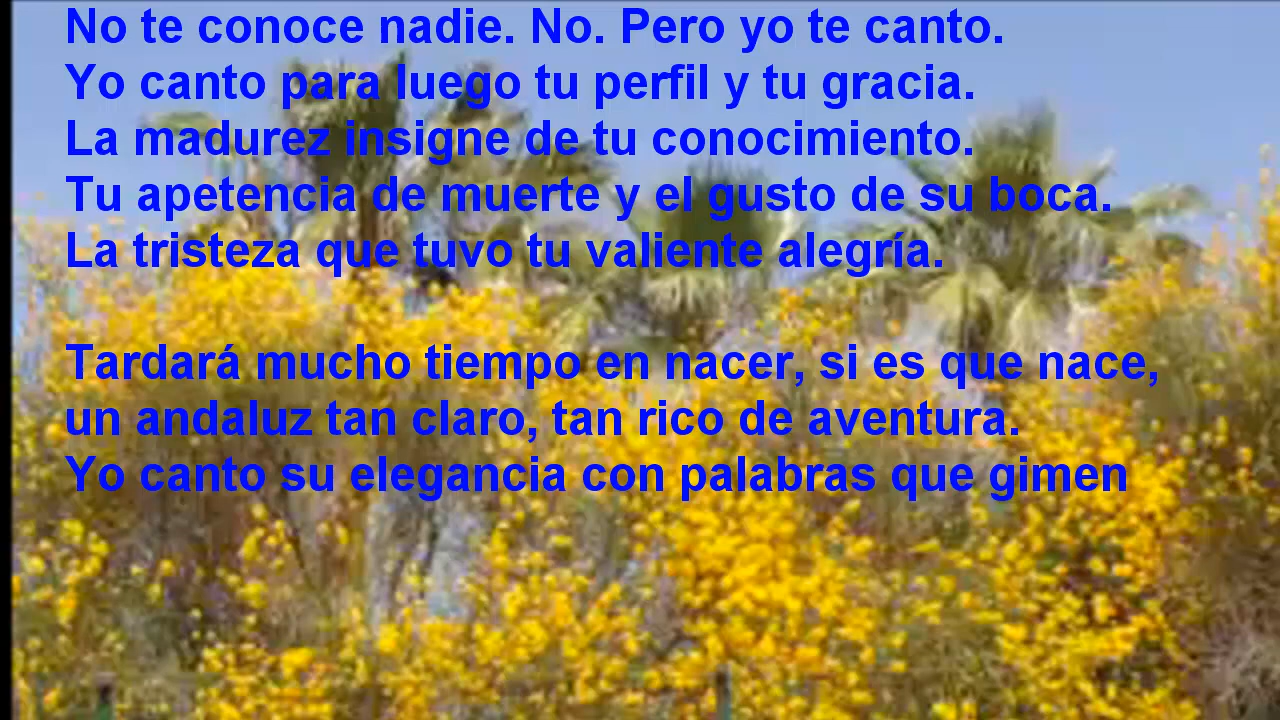 No te conoce nadie. No. Pero yo te canto.
Yo canto para luego tu perfil y tu gracia.
La madurez insigne de tu conocimiento.
Tu apetencia de muerte y el gusto de su boca.
La tristeza que tuvo tu valiente alegría.
Tardará mucho tiempo en nacer, si es que nace,
un andaluz tan claro, tan rico de aventura.
Yo canto su elegancia con palabras que gimen